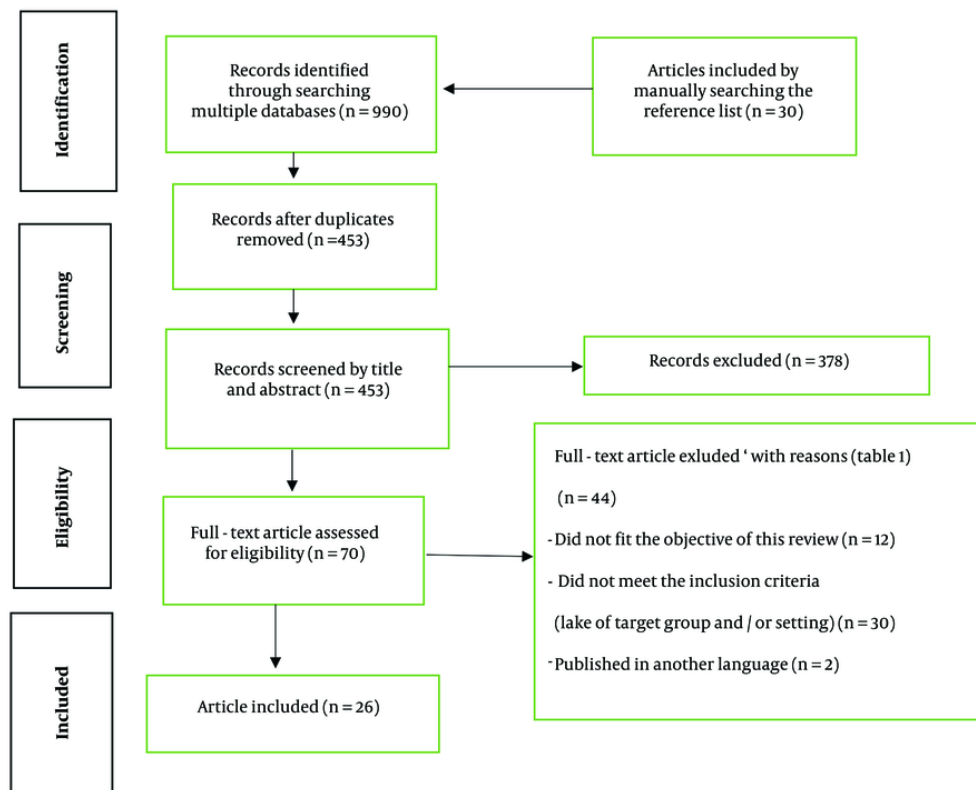 Identification
Records identified
through searching
multiple databases (n = 990)
Articles included by
manually searching the
reference list (n = 30)
Records after duplicates
removed (n =453)
Screening
Records screened by title
and abstract (n = 453)
Records excluded (n = 378)
Eligibility
Full - text article assessed
for eligibility (n = 70)
Full - text article exluded ‘ with reasons (table 1)
(n = 44)
- Did not fit the objective of this review (n = 12)
- Did not meet the inclusion criteria
(lake of target group and / or setting) (n = 30)
- Published in another language (n = 2)
Included
Article included (n = 26)